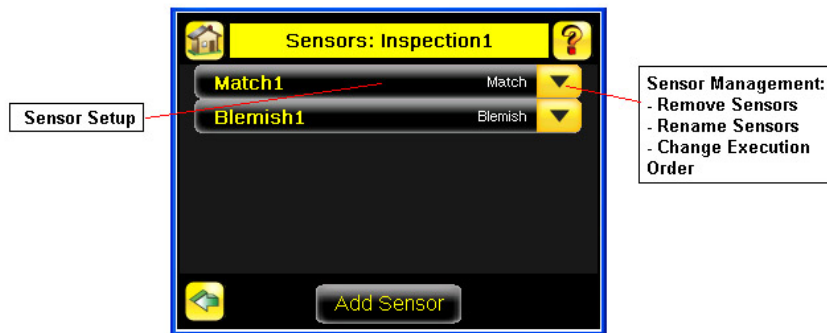 Sensors: Inspection1
?
Match1 Match
Blemish1 Blemish
Sensor Setup
Sensor Management:
- Remove Sensors
- Rename Sensors
- Change Execution
Order
Add Sensor